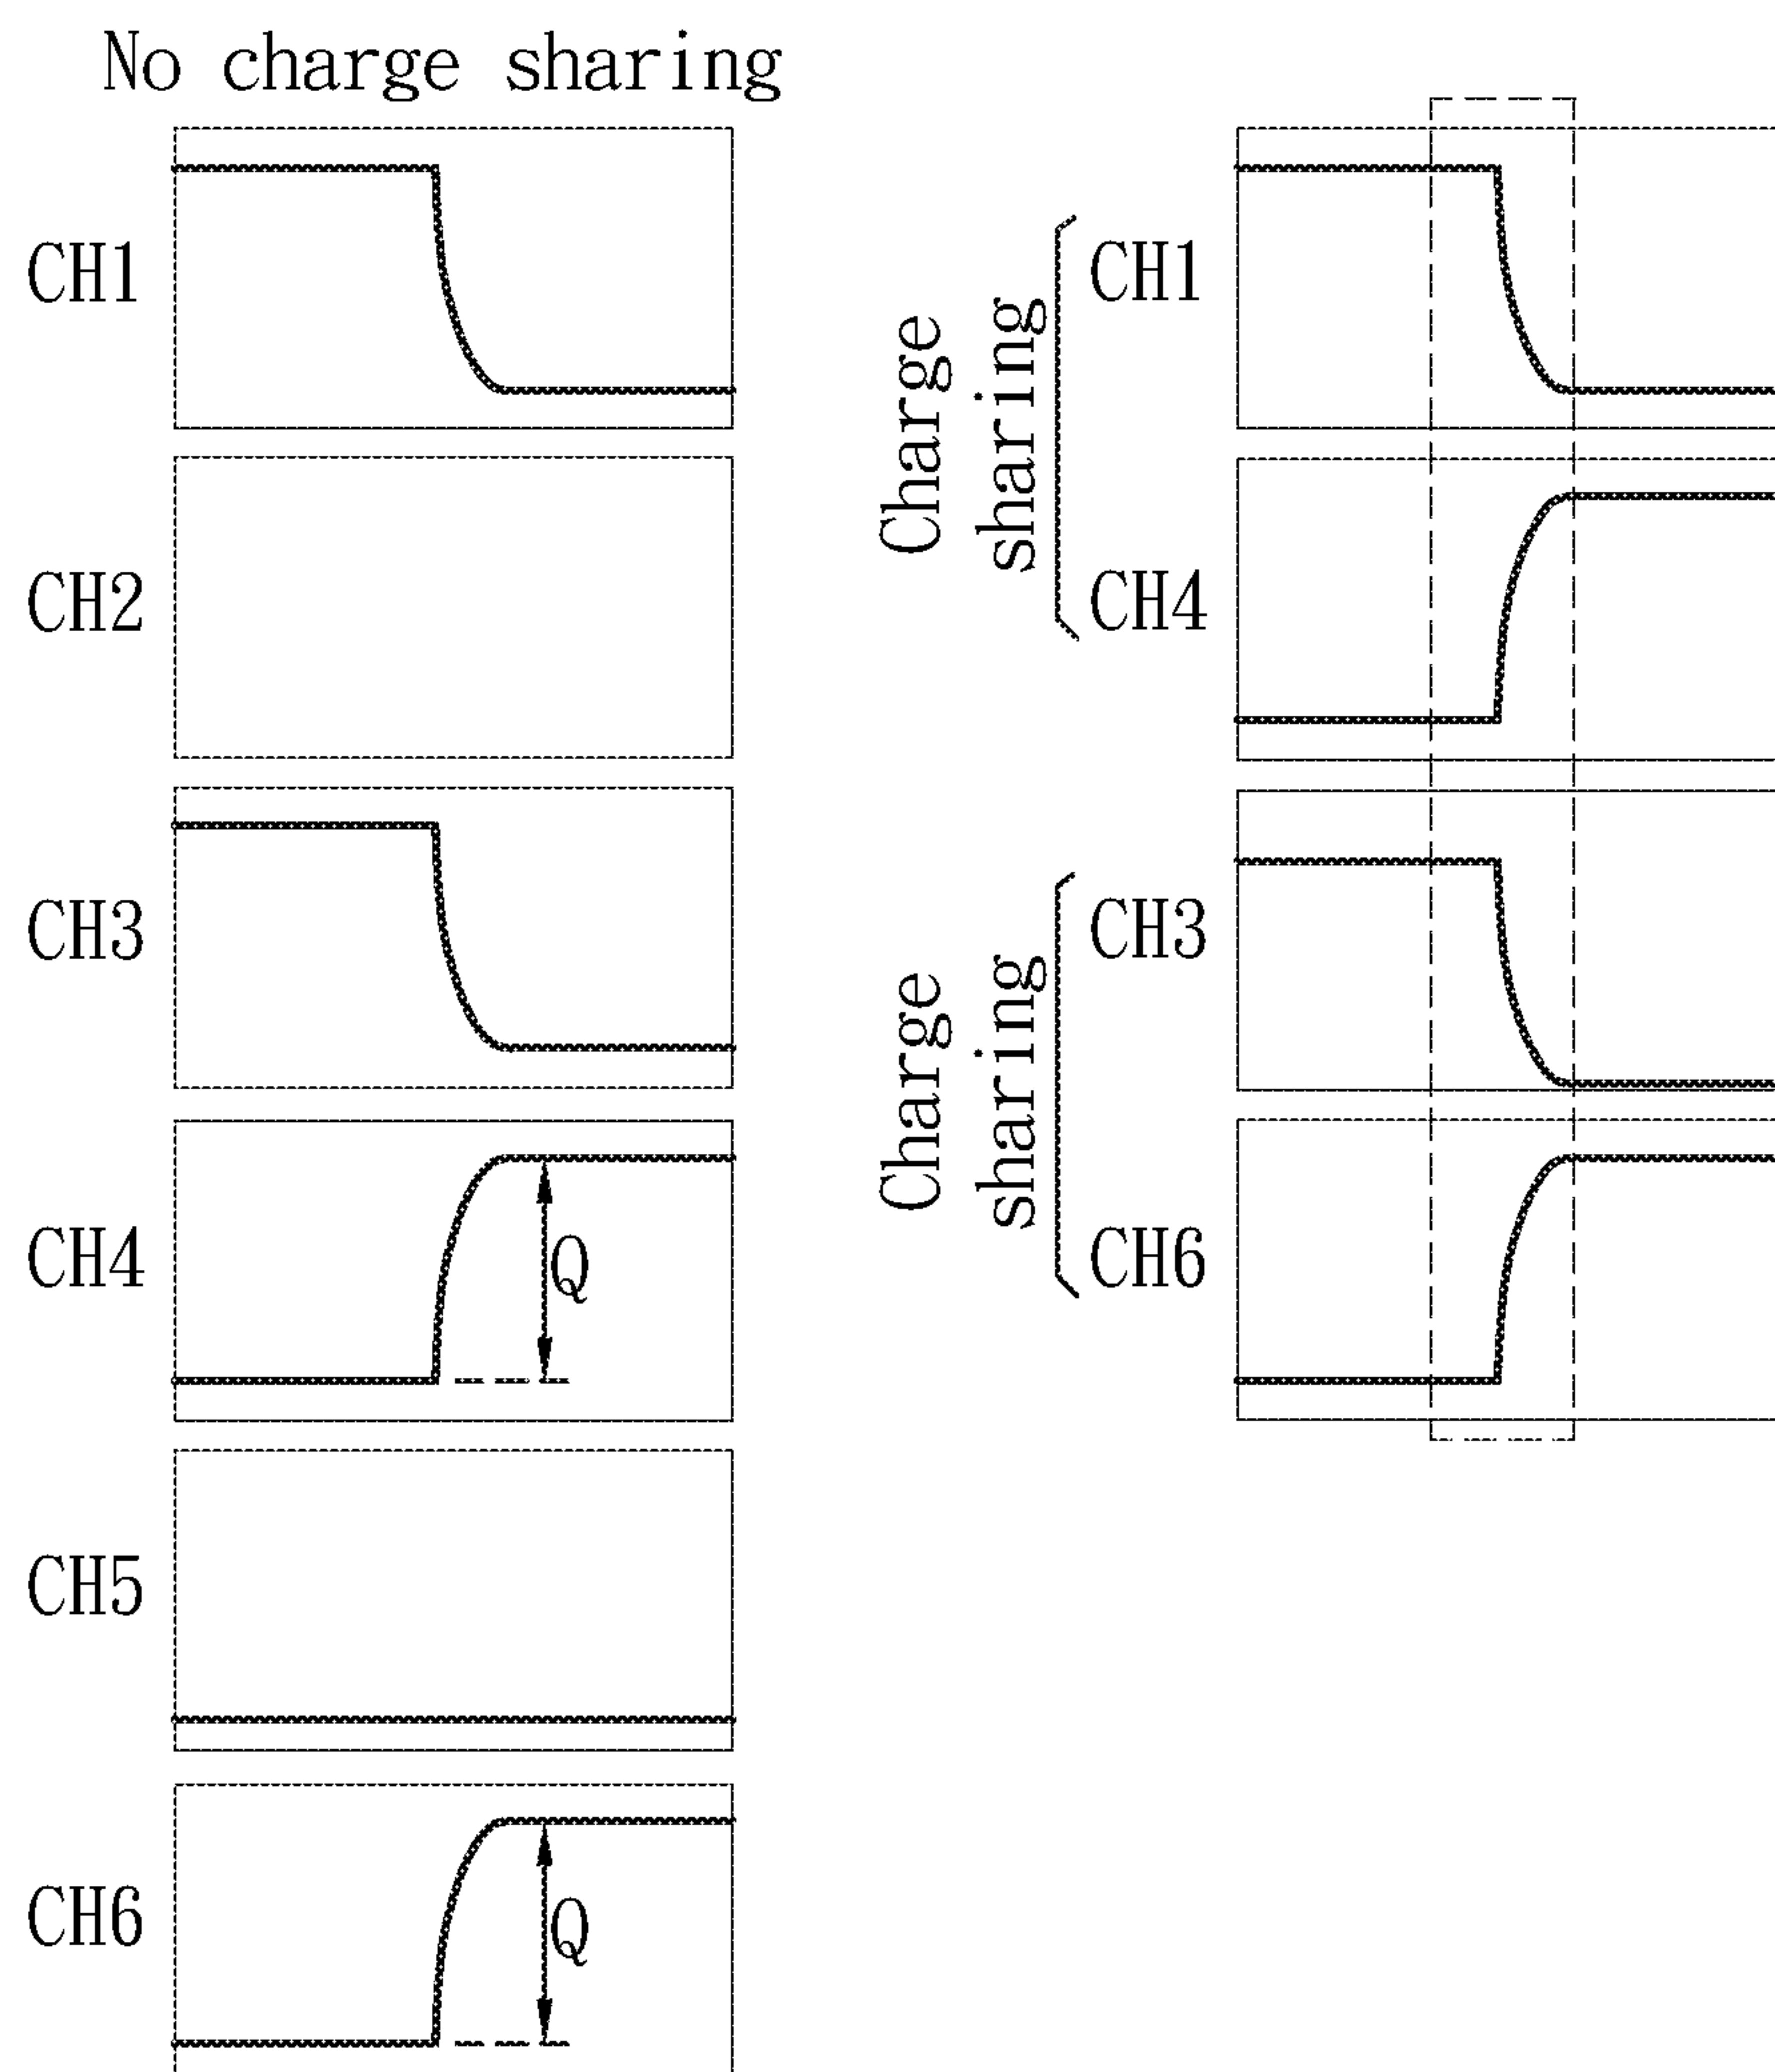 No charge sharing
CH1
CH2
CH3
CH4
Q
CH5
CH6
Q
Charge
sharing
CH1
CH4
Charge
sharing
CH3
CH6